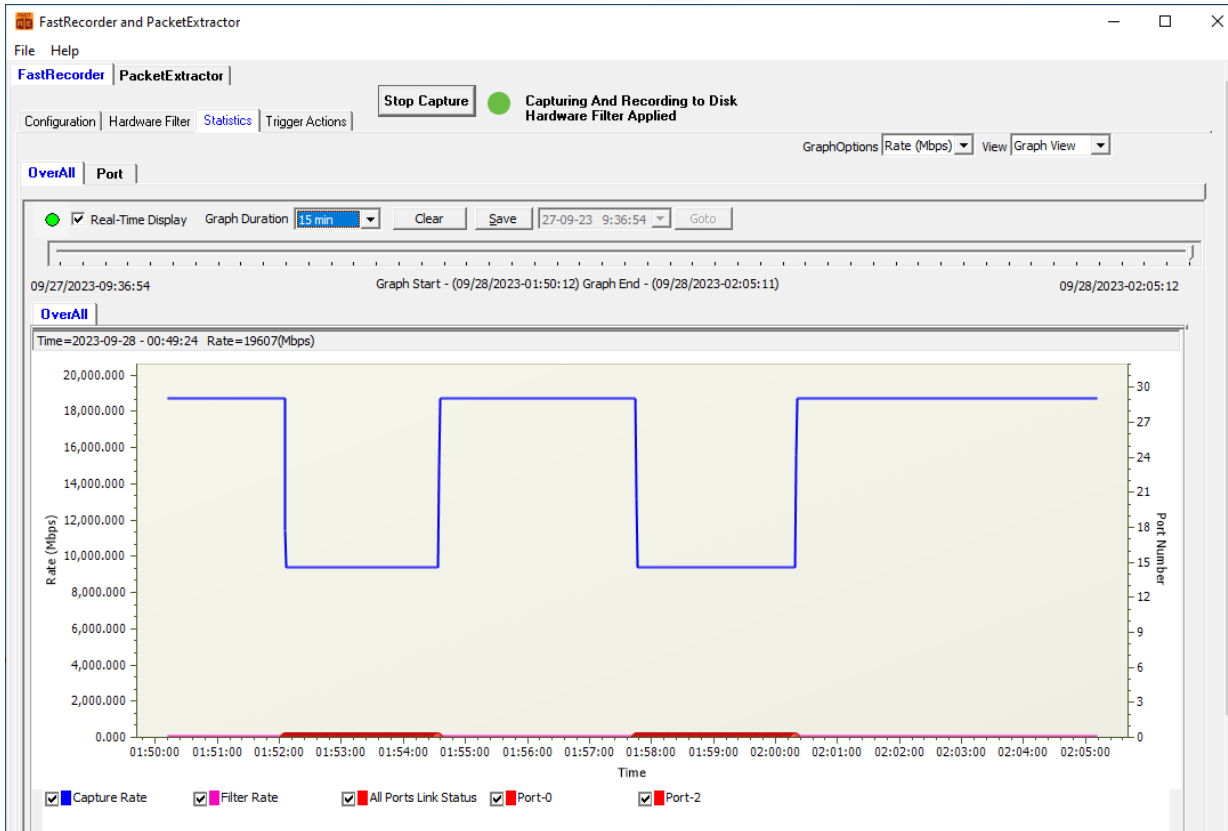 FastRecorder and PacketExtractor
File Help
FastRecorder PacketExtractor
Stop Capture Capturing And Recording to Disk
Hardware Filter Applied
Configuration Hardware Filter Statistics Trigger Actions
GraphOptions Rate (Mbps) View Graph View
OverAll Port
Real-Time Display Graph Duration 15 min Clear Save 27-09-23 9:36:54 Goto
09/27/2023-09:36:54 Graph Start - (09/28/2023-01:50:12) Graph End - (09/28/2023-02:05:11) 09/28/2023-02:05:12
OverAll
Time=2023-09-28 - 00:49:24 Rate=19607(Mbps)
20,000.000
18,000.000
16,000.000
14,000.000
12,000.000
10,000.000
8,000.000
6,000.000
4,000.000
2,000.000
0.000
Rate (Mbps)
30
27
24
21
18
15
12
9
6
3
0
Port Number
01:50:00 01:51:00 01:52:00 01:53:00 01:54:00 01:55:00 01:56:00 01:57:00 01:58:00 01:59:00 02:00:00 02:01:00 02:02:00 02:03:00 02:04:00 02:05:00
Time
Capture Rate Filter Rate All Ports Link Status Port-0 Port-2